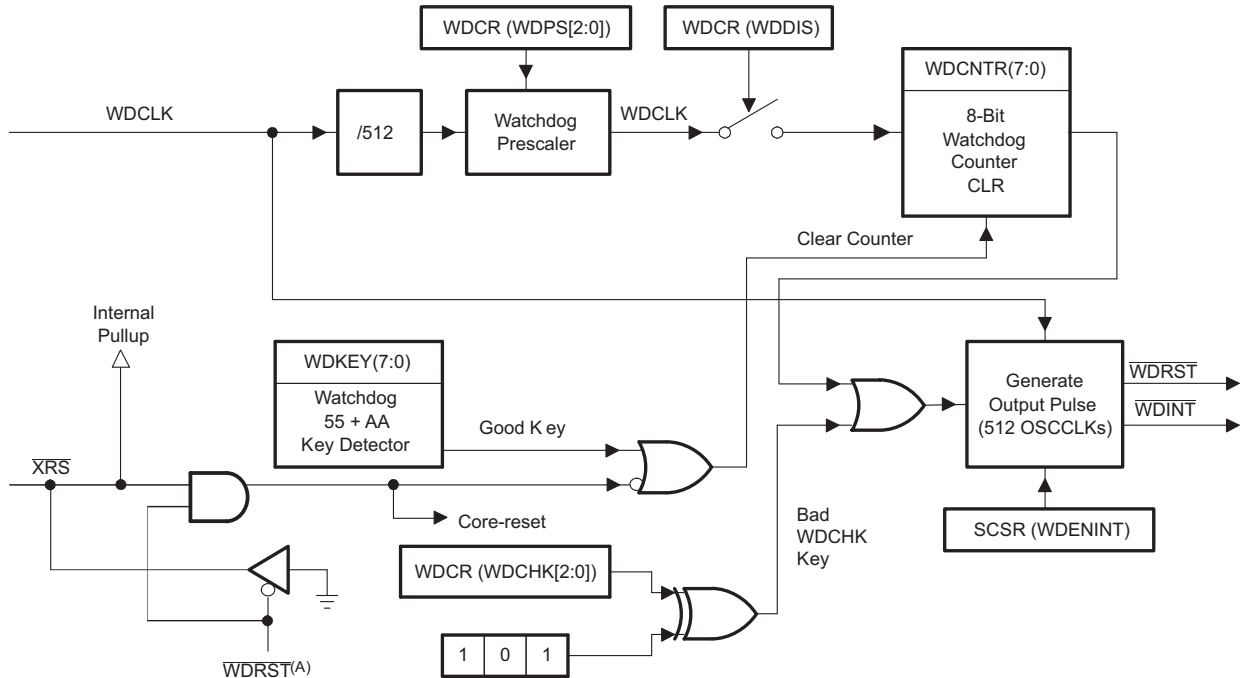 WDCR (WDPS[2:0])
WDCR (WDDIS)
WDCNTR(7:0)
8-Bit
Watchdog
Counter
CLR
WDCLK
/512
Watchdog
Prescaler
WDCLK
Clear Counter
Internal
Pullup
WDKEY(7:0)
Watchdog
55 + AA
Key Detector
Good Key
Generate
Output Pulse
(512 OSCCLKs)
WDRST
WDINT
XRS
Core-reset
Bad
WDCHK
Key
SCSR (WDENINT)
WDCR (WDCHK[2:0])
1 0 1
WDRST(A)